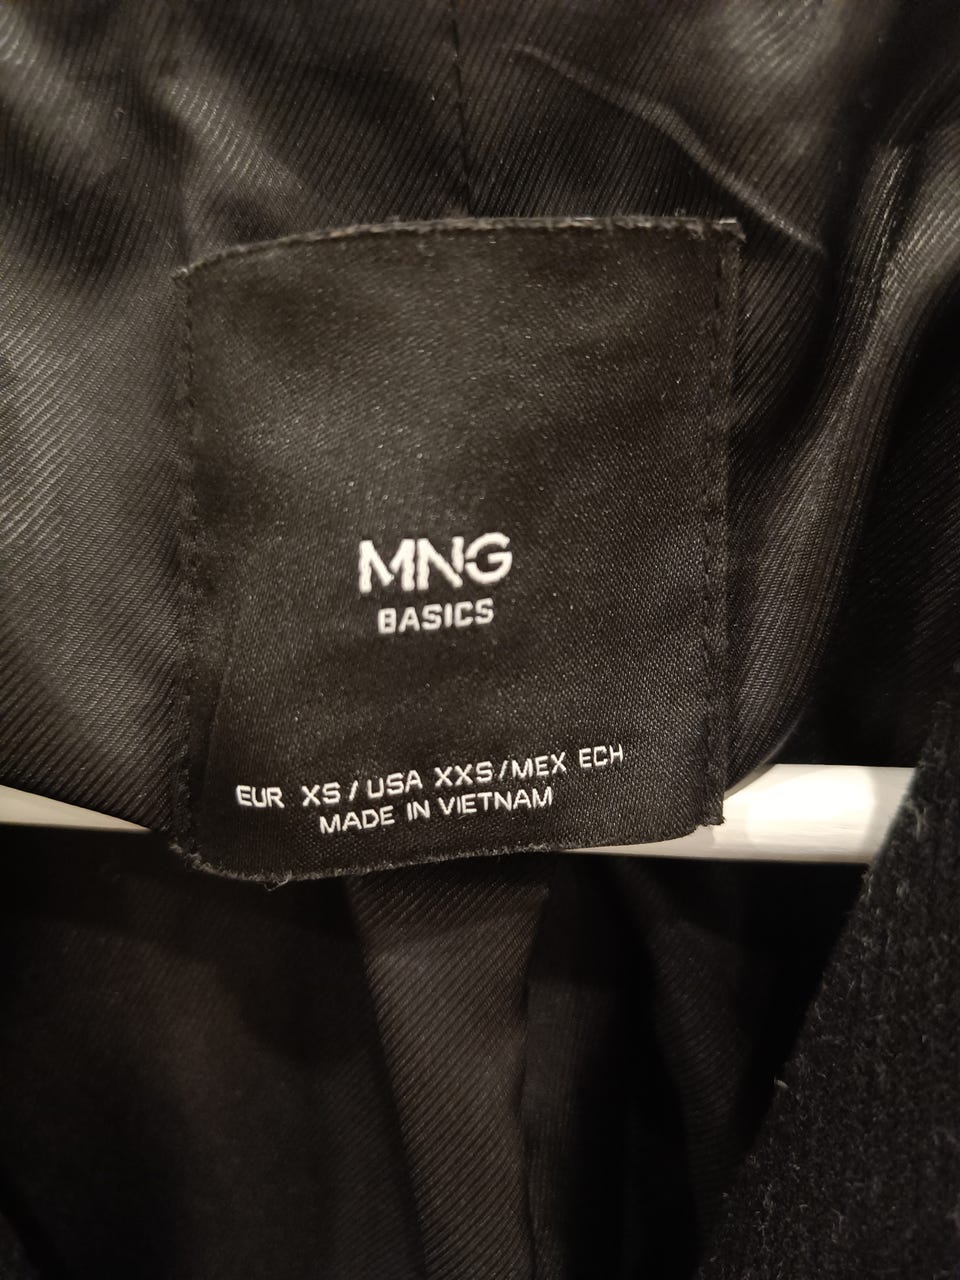 MNG
BASICS
EUR XS / USA XXS/MEX ECH
MADE IN VIETNAM